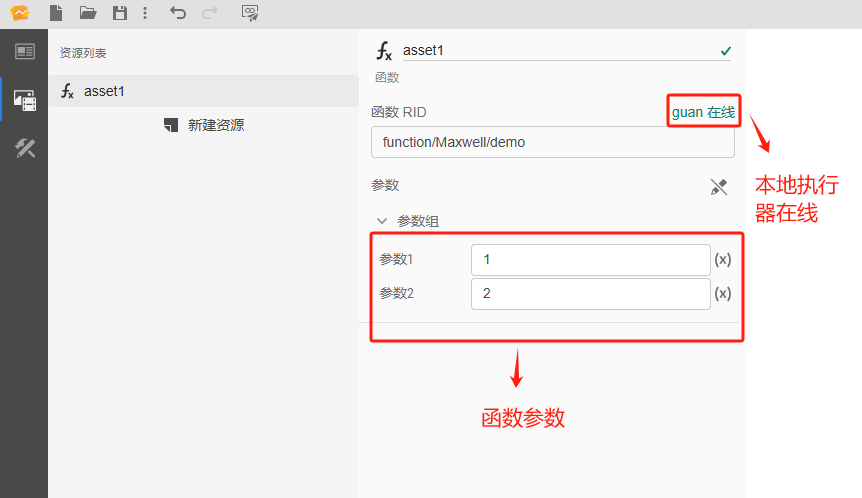 资源列表
asset1
新建资源
fx asset1
函数
函数 RID
guan 在线
function/Maxwell/demo
参数
参数组
参数1
1
(x)
参数2
2
(x)
本地执行
器在线
函数参数